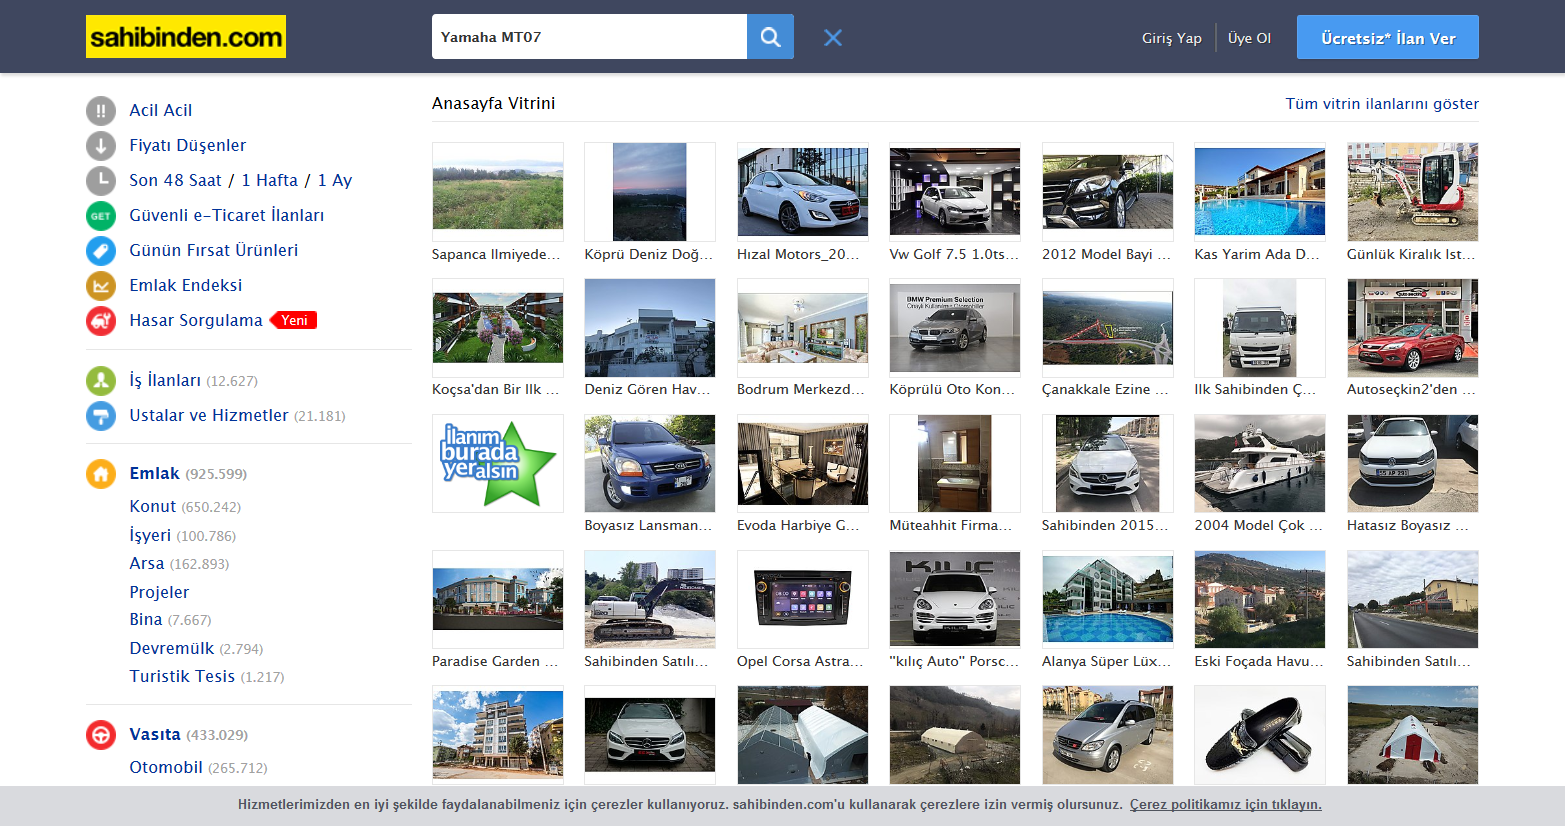 sahibinden.com
Yamaha MT07
Giriş Yap
Üye Ol
Ücretsiz* İlan Ver
Acil Acil
Fiyatı Düşenler
Son 48 Saat / 1 Hafta / 1 Ay
GET Güvenli e-Ticaret İlanları
Günün Fırsat Ürünleri
Emlak Endeksi
Hasar Sorgulama Yeni
İş İlanları (12.627)
Ustalar ve Hizmetler (21.181)
Emlak (925.599)
Konut (650.242)
İşyeri (100.786)
Arsa (162.893)
Projeler
Bina (7.667)
Devremülk (2.794)
Turistik Tesis (1.217)
Vasıta (433.029)
Otomobil (265.712)
Anasayfa Vitrini
Tüm vitrin ilanlarını göster
Sapanca Ilmiyede...
Köprü Deniz Doğ...
Hızal Motors_20...
Vw Golf 7.5 1.0ts...
2012 Model Bayi ...
Kas Yarim Ada D...
Günlük Kiralık Ist...
BMW Premium Selection
Onaylı Kullanılmış Otomobiller
Koçsa'dan Bir Ilk ...
Deniz Gören Hav...
Bodrum Merkezd...
Köprülü Oto Kon...
Çanakkale Ezine ...
Ilk Sahibinden Ç...
Autoseçkin2'den ...
ilanım
burada
yeralsın
55 AP 291
Boyasız Lansman...
Evoda Harbiye G...
Müteahhit Firma...
Sahibinden 2015...
2004 Model Çok ...
Hatasız Boyasız ...
KILIÇ
Paradise Garden ...
Sahibinden Satılı...
Opel Corsa Astra...
"kılıç Auto" Porsc...
Alanya Süper Lüx...
Eski Foçada Havu...
Sahibinden Satılı...
Hizmetlerimizden en iyi şekilde faydalanabilmeniz için çerezler kullanıyoruz. sahibinden.com'u kullanarak çerezlere izin vermiş olursunuz. Çerez politikamız için tıklayın.